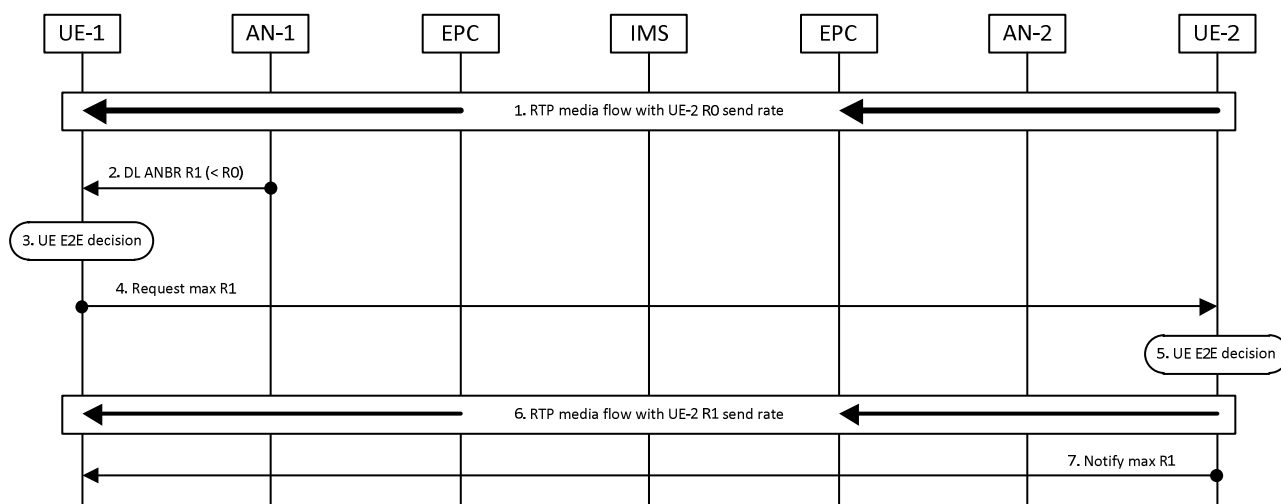 UE-1 AN-1 EPC IMS EPC AN-2 UE-2
1. RTP media flow with UE-2 R0 send rate
2. DL ANBR R1 (< R0)
3. UE E2E decision
4. Request max R1
5. UE E2E decision
6. RTP media flow with UE-2 R1 send rate
7. Notify max R1